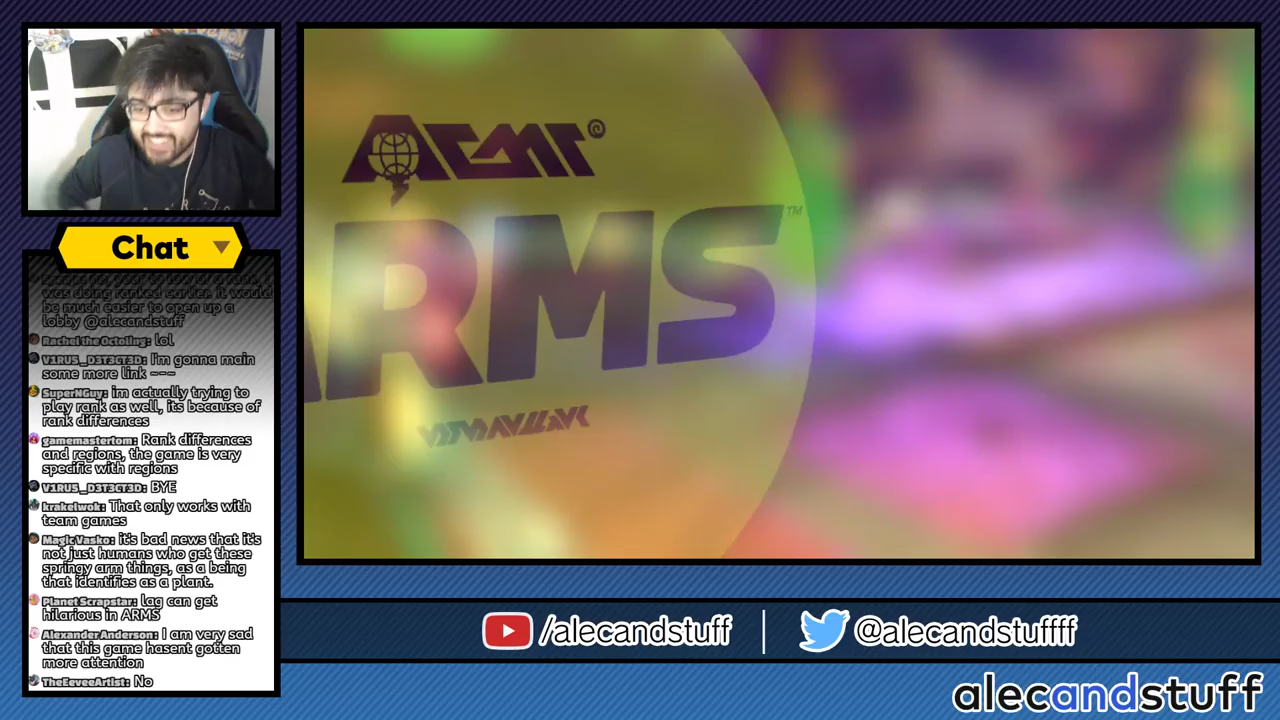 Chat
was doing ranked earlier. it would
be much easier to open up a
lobby @alecandstuff
Rachel the Octoling: lol
V1RUS_D3T3CT3D: I'm gonna main
some more link ~~~
SuperNGuy: im actually trying to
play rank as well, its because of
rank differences
gamemastertom: Rank differences
and regions, the game is very
specific with regions
V1RUS_D3T3CT3D: BYE
krakelwok: That only works with
team games
MagicVasko: it's bad news that it's
not just humans who get these
springy arm things, as a being
that identifies as a plant.
Planet Scrapstar: lag can get
hilarious in ARMS
Alexander Anderson: I am very sad
that this game hasent gotten
more attention
TheEeveeArtist: No
ARMS™
/alecandstuff
@alecandstuffff
alecandstuff